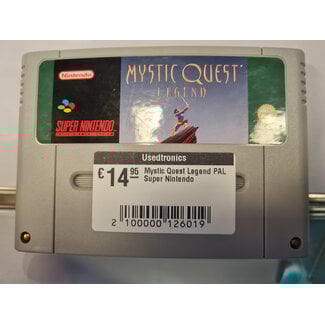 Nintendo
MYSTIC QUEST
LEGEND
SUPER NINTENDO
Usedtronics
€14 95
Mystic Quest Legend PAL
Super Nintendo
2 100000 126019